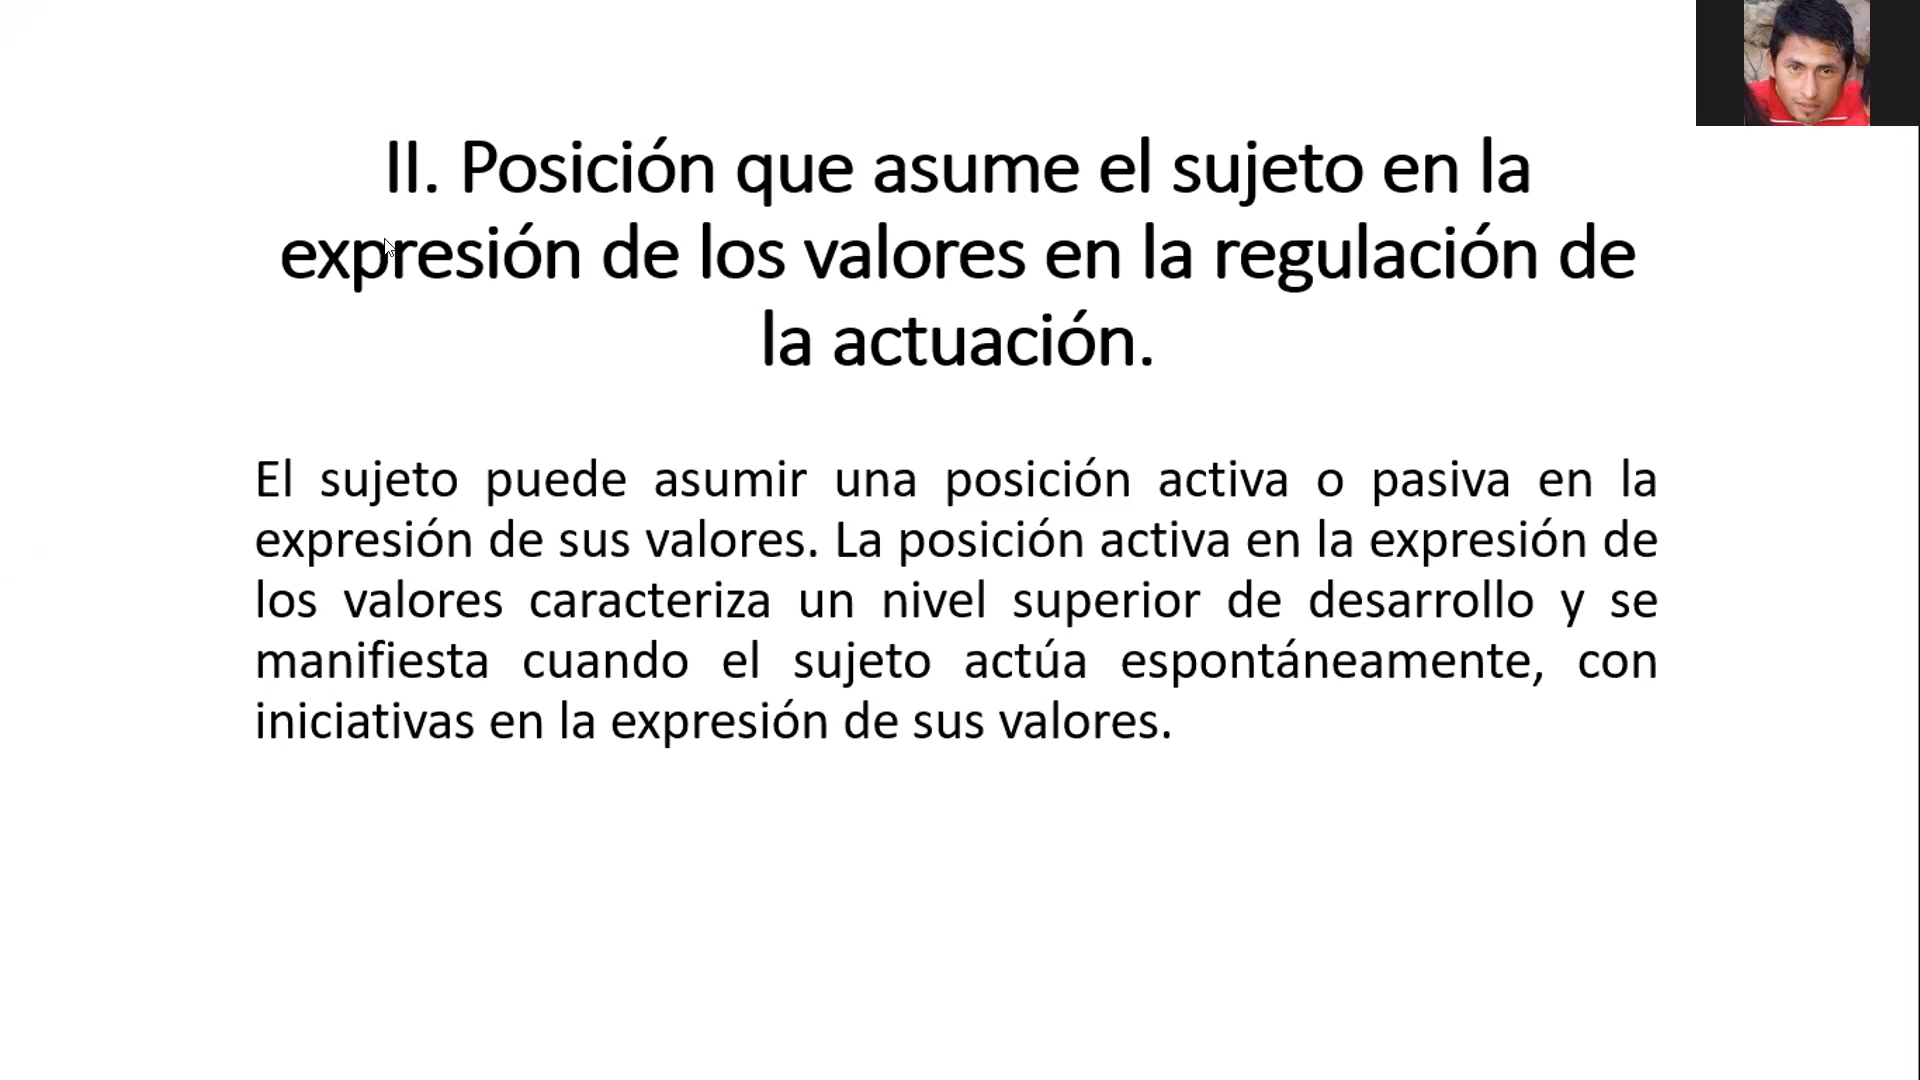 II. Posición que asume el sujeto en la
expresión de los valores en la regulación de
la actuación.
El sujeto puede asumir una posición activa o pasiva en la
expresión de sus valores. La posición activa en la expresión de
los valores caracteriza un nivel superior de desarrollo y se
manifiesta cuando el sujeto actúa espontáneamente, con
iniciativas en la expresión de sus valores.